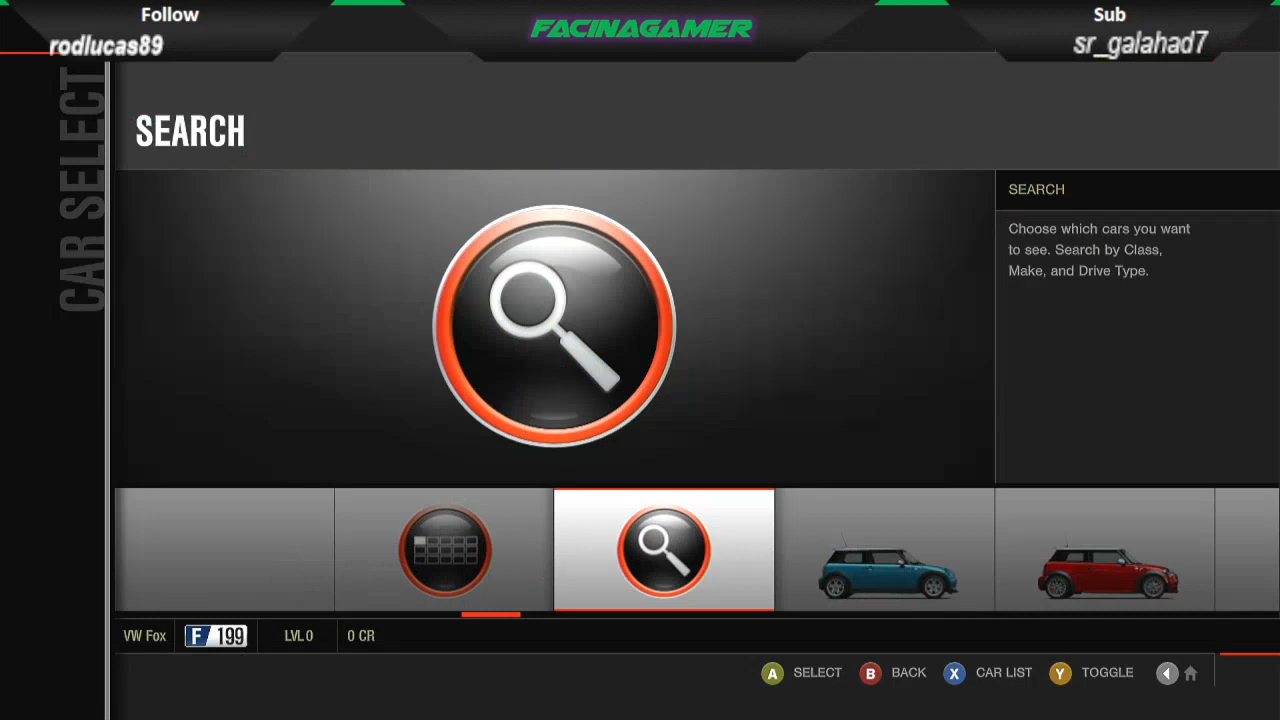 Follow
rodlucas89
FACINAGAMER
Sub
sr_galahad7
CAR SELECT
SEARCH
SEARCH
Choose which cars you want
to see. Search by Class,
Make, and Drive Type.
VW Fox F 199 LVL 0 0 CR
A SELECT B BACK X CAR LIST Y TOGGLE